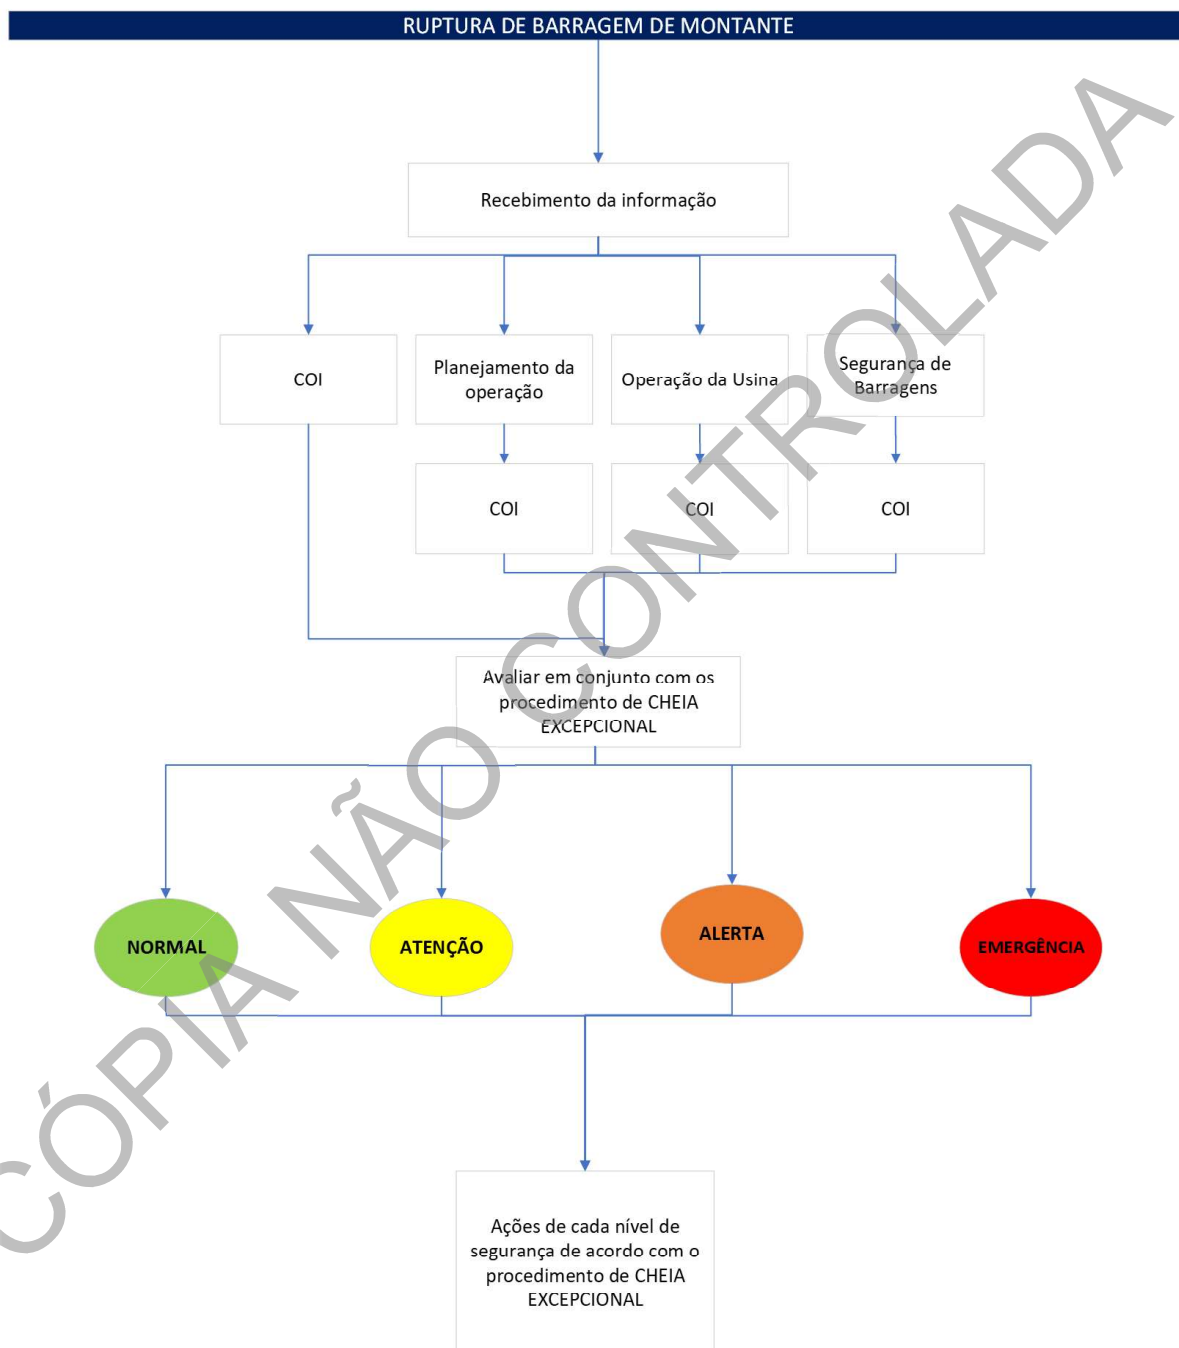 RUPTURA DE BARRAGEM DE MONTANTE
Recebimento da informação
COI
Planejamento da
operação
Operação da Usina
Segurança de
Barragens
COI
COI
COI
Avaliar em conjunto com os
procedimento de CHEIA
EXCEPCIONAL
NORMAL
ATENÇÃO
ALERTA
EMERGÊNCIA
Ações de cada nível de
segurança de acordo com o
procedimento de CHEIA
EXCEPCIONAL
CÓPIA NÃO CONTROLADA